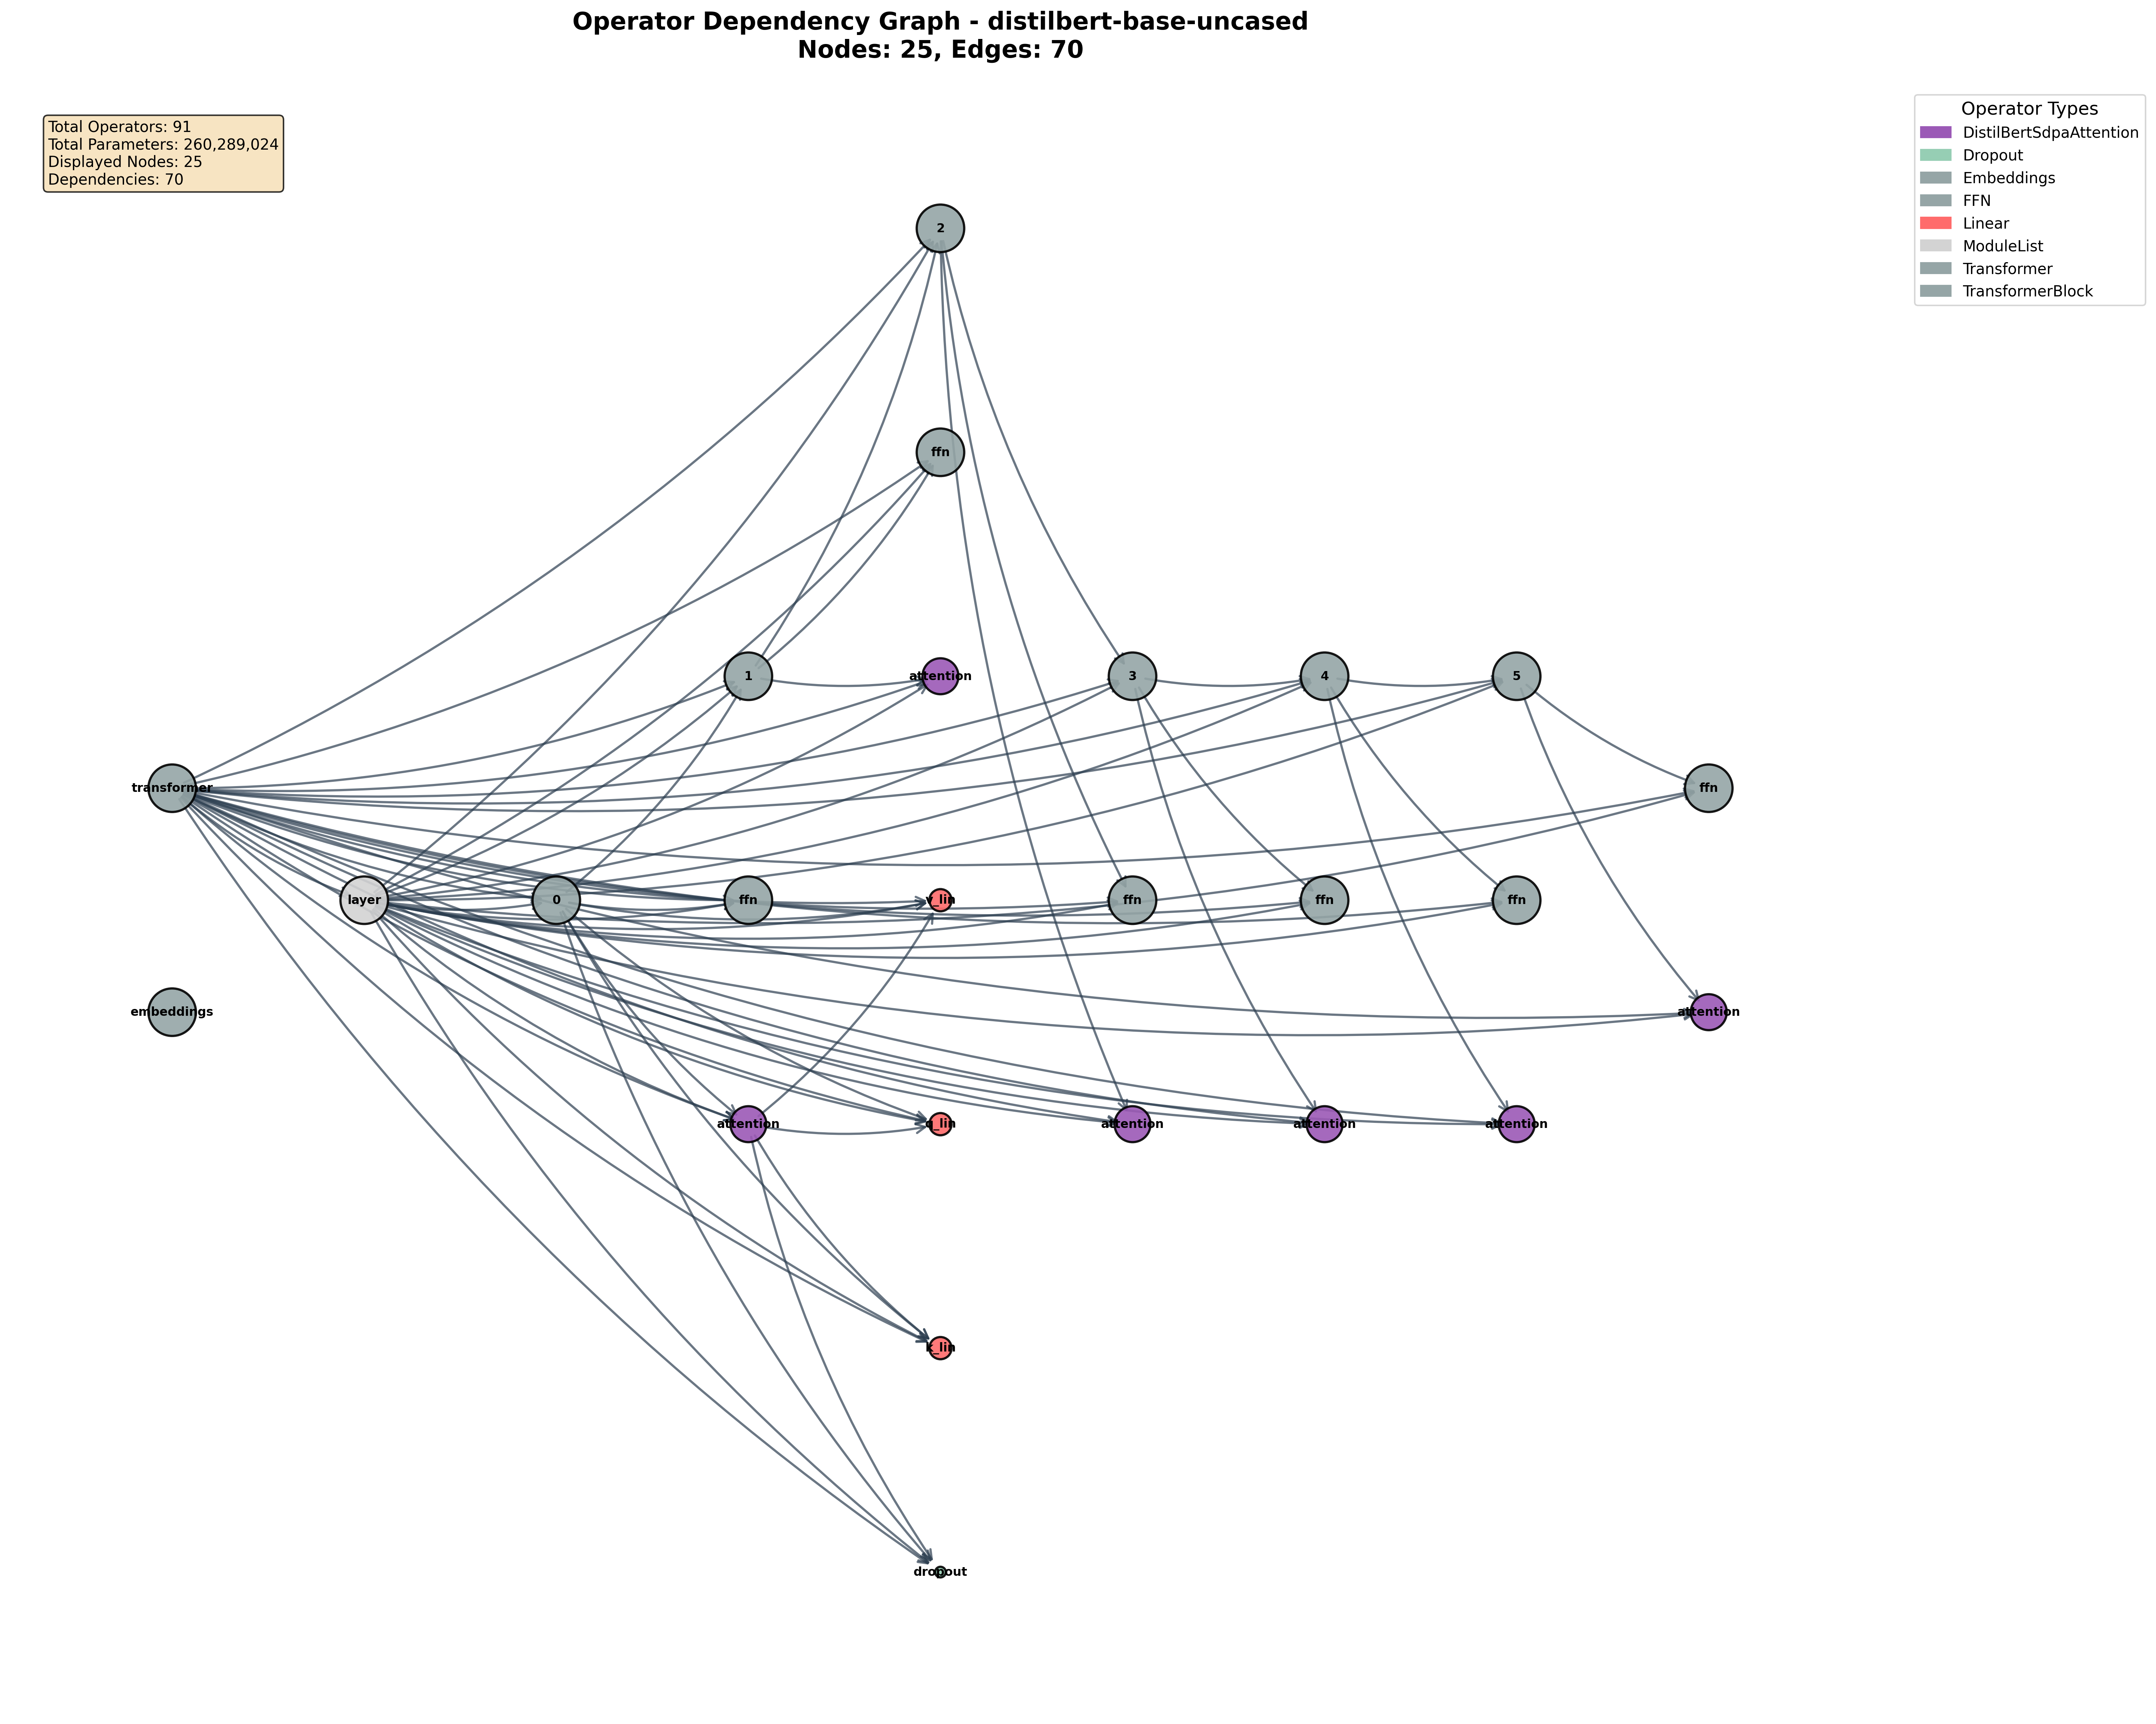 Operator Dependency Graph - distilbert-base-uncased
Nodes: 25, Edges: 70
Total Operators: 91
Total Parameters: 260,289,024
Displayed Nodes: 25
Dependencies: 70
Operator Types
DistilBertSdpaAttention
Dropout
Embeddings
FFN
Linear
ModuleList
Transformer
TransformerBlock
2
ffn
1
attention
3
4
5
transformer
ffn
layer
0
ffn
v_lin
ffn
ffn
ffn
embeddings
attention
attention
q_lin
attention
attention
attention
k_lin
dropout